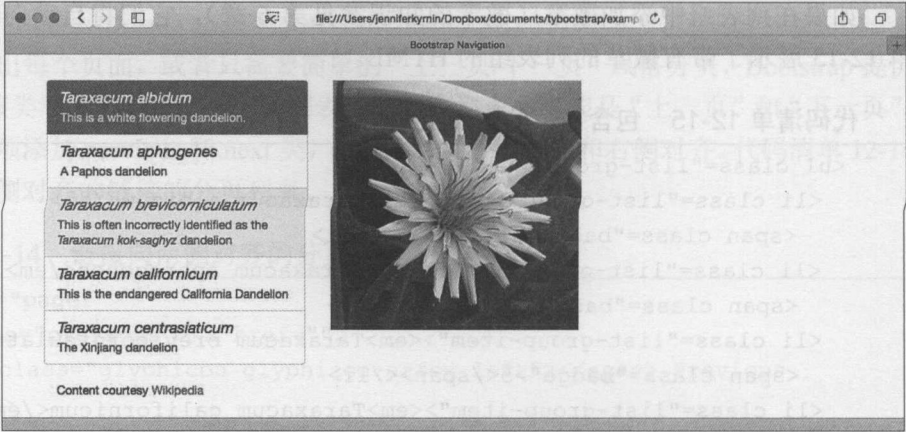 file:///Users/jenniferkyrnin/Dropbox/documents/tybootstrap/examp
Bootstrap Navigation
Taraxacum albidum
This is a white flowering dandelion.
Taraxacum aphrogenes
A Paphos dandelion
Taraxacum brevicorniculatum
This is often incorrectly identified as the
Taraxacum kok-saghyz dandelion
Taraxacum californicum
This is the endangered California Dandelion
Taraxacum centrasiaticum
The Xinjiang dandelion
Content courtesy Wikipedia